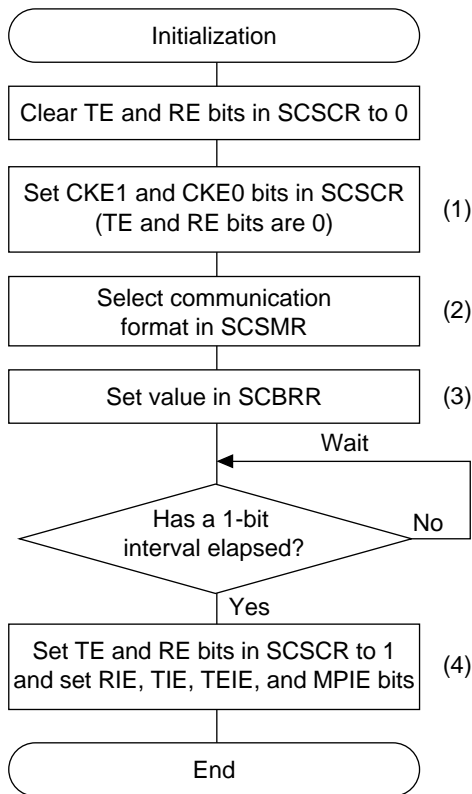 Initialization
Clear TE and RE bits in SCSCR to 0
Set CKE1 and CKE0 bits in SCSCR
(TE and RE bits are 0)
(1)
Select communication
format in SCSMR
(2)
Set value in SCBRR
(3)
Wait
Has a 1-bit
interval elapsed?
No
Yes
Set TE and RE bits in SCSCR to 1
and set RIE, TIE, TEIE, and MPIE bits
(4)
End